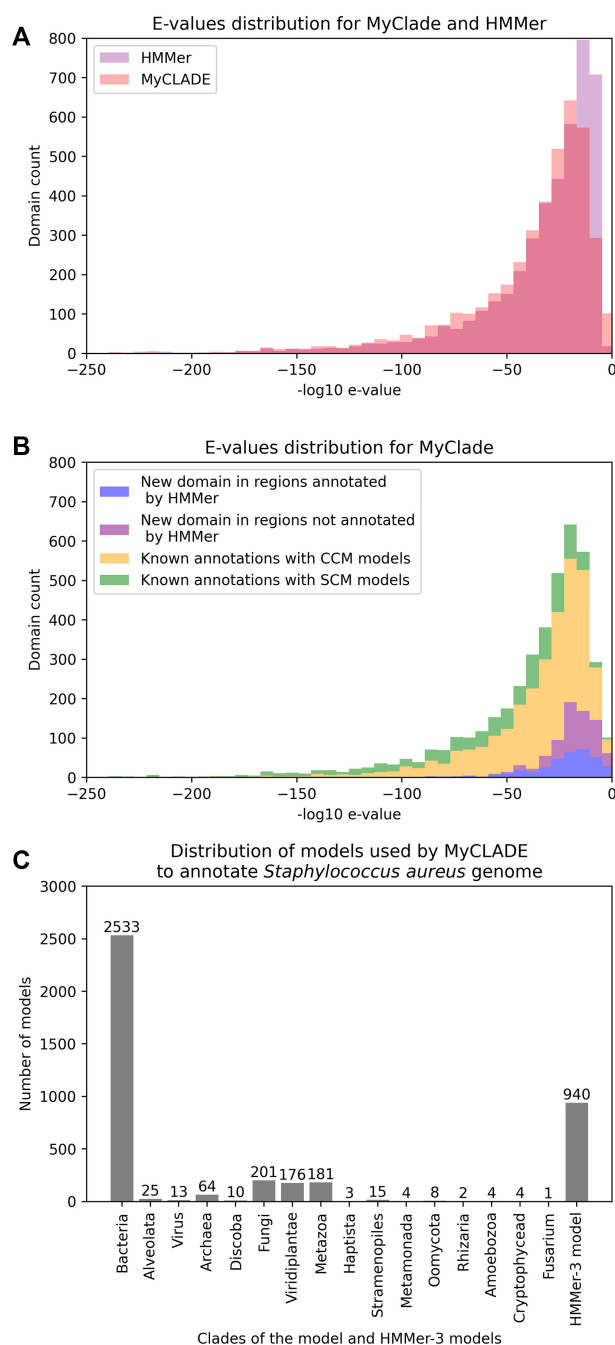 A
E-values distribution for MyClade and HMMer
HMMer
MyCLADE
800
700
600
500
400
300
200
100
0
Domain count
−250
−200
−150
−100
−50
0
-log10 e-value
B
E-values distribution for MyClade
New domain in regions annotated
by HMMer
New domain in regions not annotated
by HMMer
Known annotations with CCM models
Known annotations with SCM models
800
700
600
500
400
300
200
100
0
Domain count
−250
−200
−150
−100
−50
0
-log10 e-value
C
Distribution of models used by MyCLADE
to annotate Staphylococcus aureus genome
3000
2500
2000
1500
1000
500
0
Number of models
2533
25
13
64
10
201
176
181
3
15
4
8
2
4
4
1
940
Bacteria
Alveolata
Virus
Archaea
Discoba
Fungi
Viridiplantae
Metazoa
Haptista
Stramenopiles
Metamonada
Oomycota
Rhizaria
Amoebozoa
Cryptophycead
Fusarium
HMMer-3 model
Clades of the model and HMMer-3 models